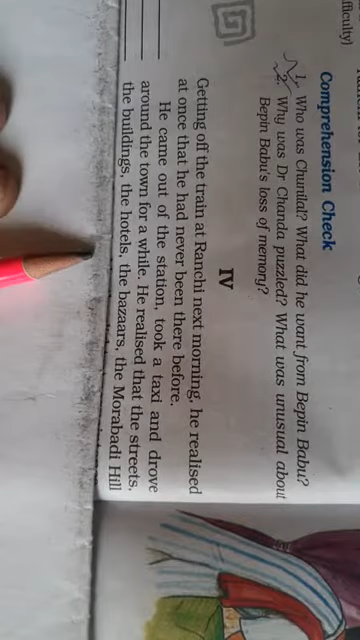 fficulty)
Comprehension Check
1. Who was Chunilal? What did he want from Bepin Babu?
2. Why was Dr Chanda puzzled? What was unusual about
Bepin Babu's loss of memory?
IV
Getting off the train at Ranchi next morning, he realised
at once that he had never been there before.
He came out of the station, took a taxi and drove
around the town for a while. He realised that the streets,
the buildings, the hotels, the bazaars, the Morabadi Hill